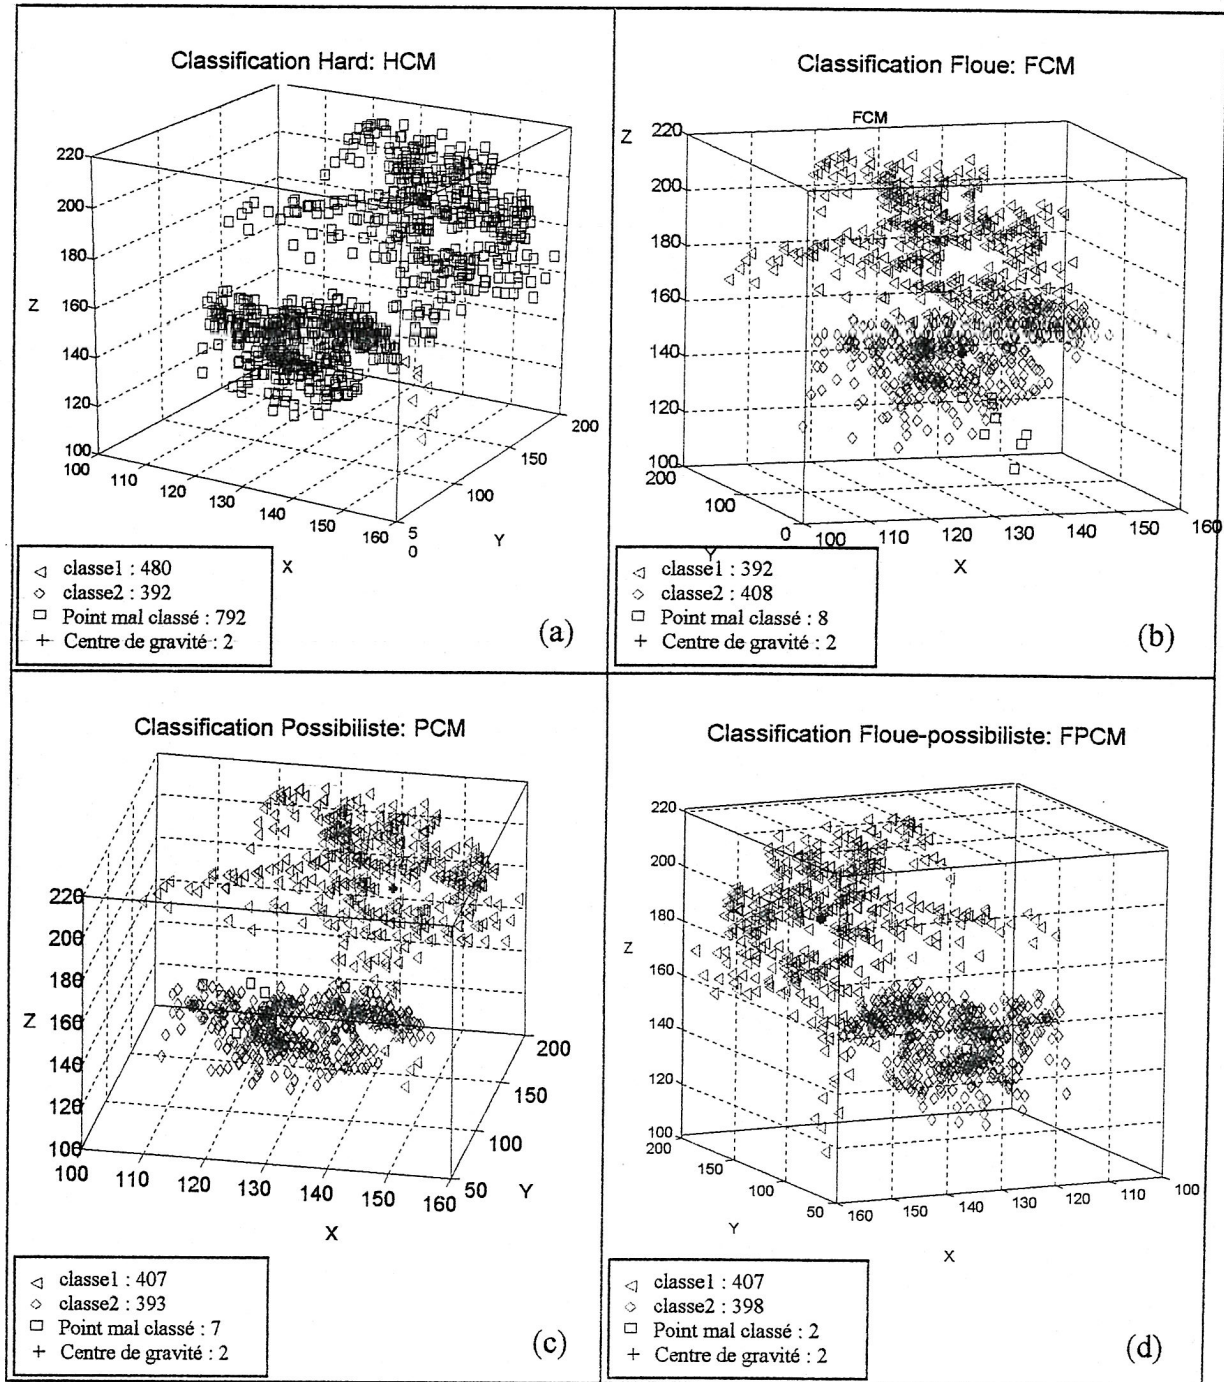 Classification Hard: HCM
220
200
180
Z
160
140
120
100
100
110
120
130
140
150
160
5
0
100
150
200
Y
X
classe1 : 480
classe2 : 392
Point mal classé : 792
Centre de gravité : 2
(a)
Classification Floue: FCM
FCM
Z
220
200
180
160
140
120
100
200
100
0
Y
100
110
120
130
140
150
160
X
classe1 : 392
classe2 : 408
Point mal classé : 8
Centre de gravité : 2
(b)
Classification Possibiliste: PCM
220
200
180
Z
160
140
120
100
100
110
120
130
140
150
160
50
100
150
200
Y
X
classe1 : 407
classe2 : 393
Point mal classé : 7
Centre de gravité : 2
(c)
Classification Floue-possibiliste: FPCM
220
200
180
Z
160
140
120
100
200
150
100
50
Y
160
150
140
130
120
110
100
X
classe1 : 407
classe2 : 398
Point mal classé : 2
Centre de gravité : 2
(d)